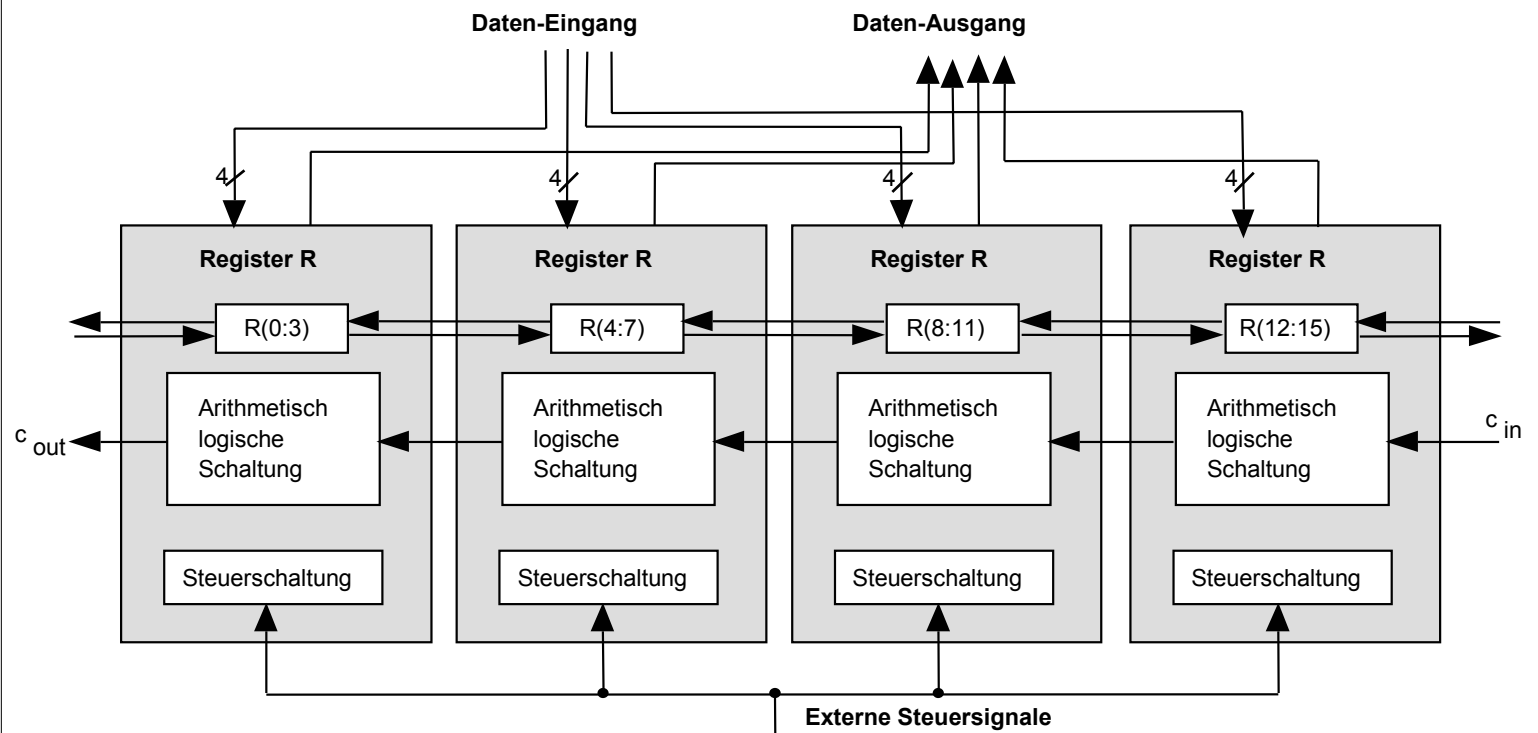 Daten-Eingang
Daten-Ausgang
4
4
4
4
Register R
Register R
Register R
Register R
R(0:3)
R(4:7)
R(8:11)
R(12:15)
c out
Arithmetisch
logische
Schaltung
Arithmetisch
logische
Schaltung
Arithmetisch
logische
Schaltung
Arithmetisch
logische
Schaltung
c in
Steuerschaltung
Steuerschaltung
Steuerschaltung
Steuerschaltung
Externe Steuersignale